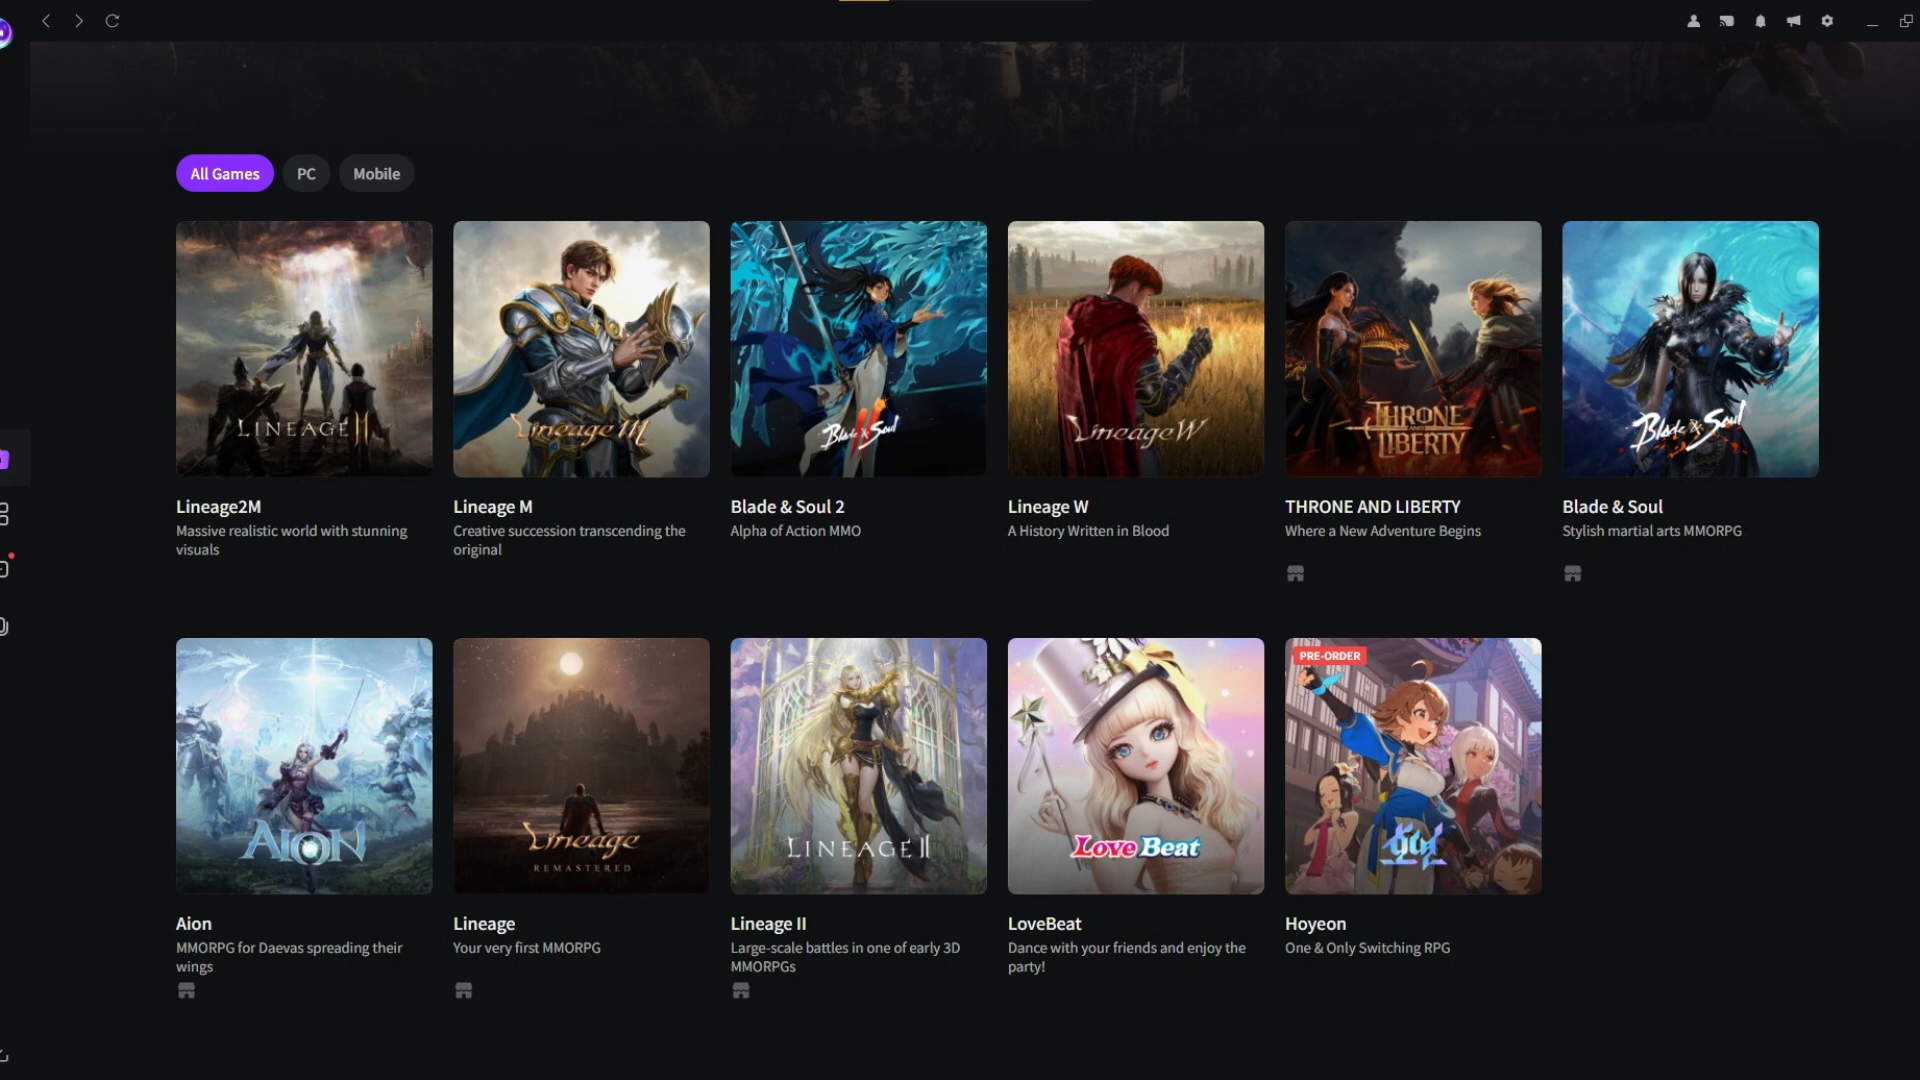 All Games PC Mobile
LINEAGE II
Lineage M
Blade & Soul
Lineage W
THRONE
AND
LIBERTY
Blade & Soul
Lineage2M
Massive realistic world with stunning
visuals
Lineage M
Creative succession transcending the
original
Blade & Soul 2
Alpha of Action MMO
Lineage W
A History Written in Blood
THRONE AND LIBERTY
Where a New Adventure Begins
Blade & Soul
Stylish martial arts MMORPG
AION
Lineage
REMASTERED
LINEAGE II
Love Beat
PRE-ORDER
호연
Aion
MMORPG for Daevas spreading their
wings
Lineage
Your very first MMORPG
Lineage II
Large-scale battles in one of early 3D
MMORPGs
LoveBeat
Dance with your friends and enjoy the
party!
Hoyeon
One & Only Switching RPG